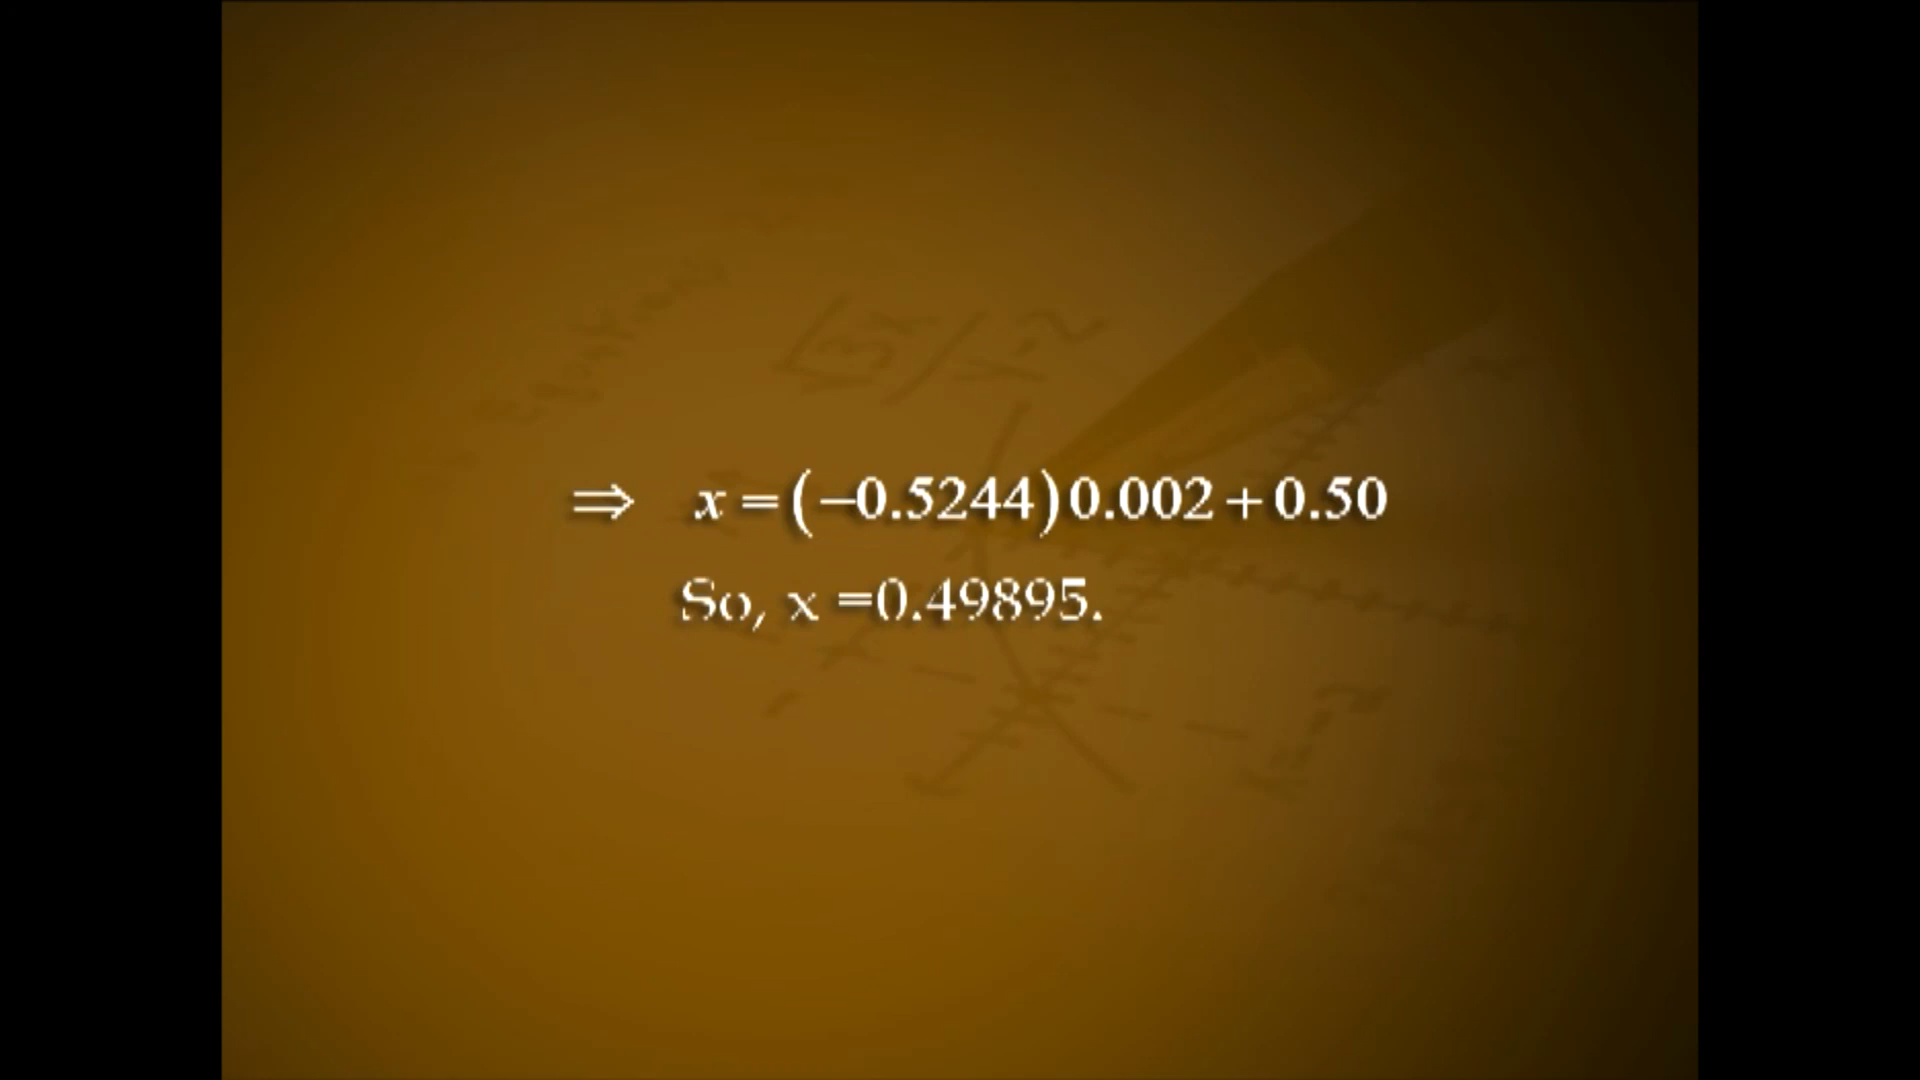 ⇒ x = (−0.5244) 0.002 + 0.50
So, x =0.49895.